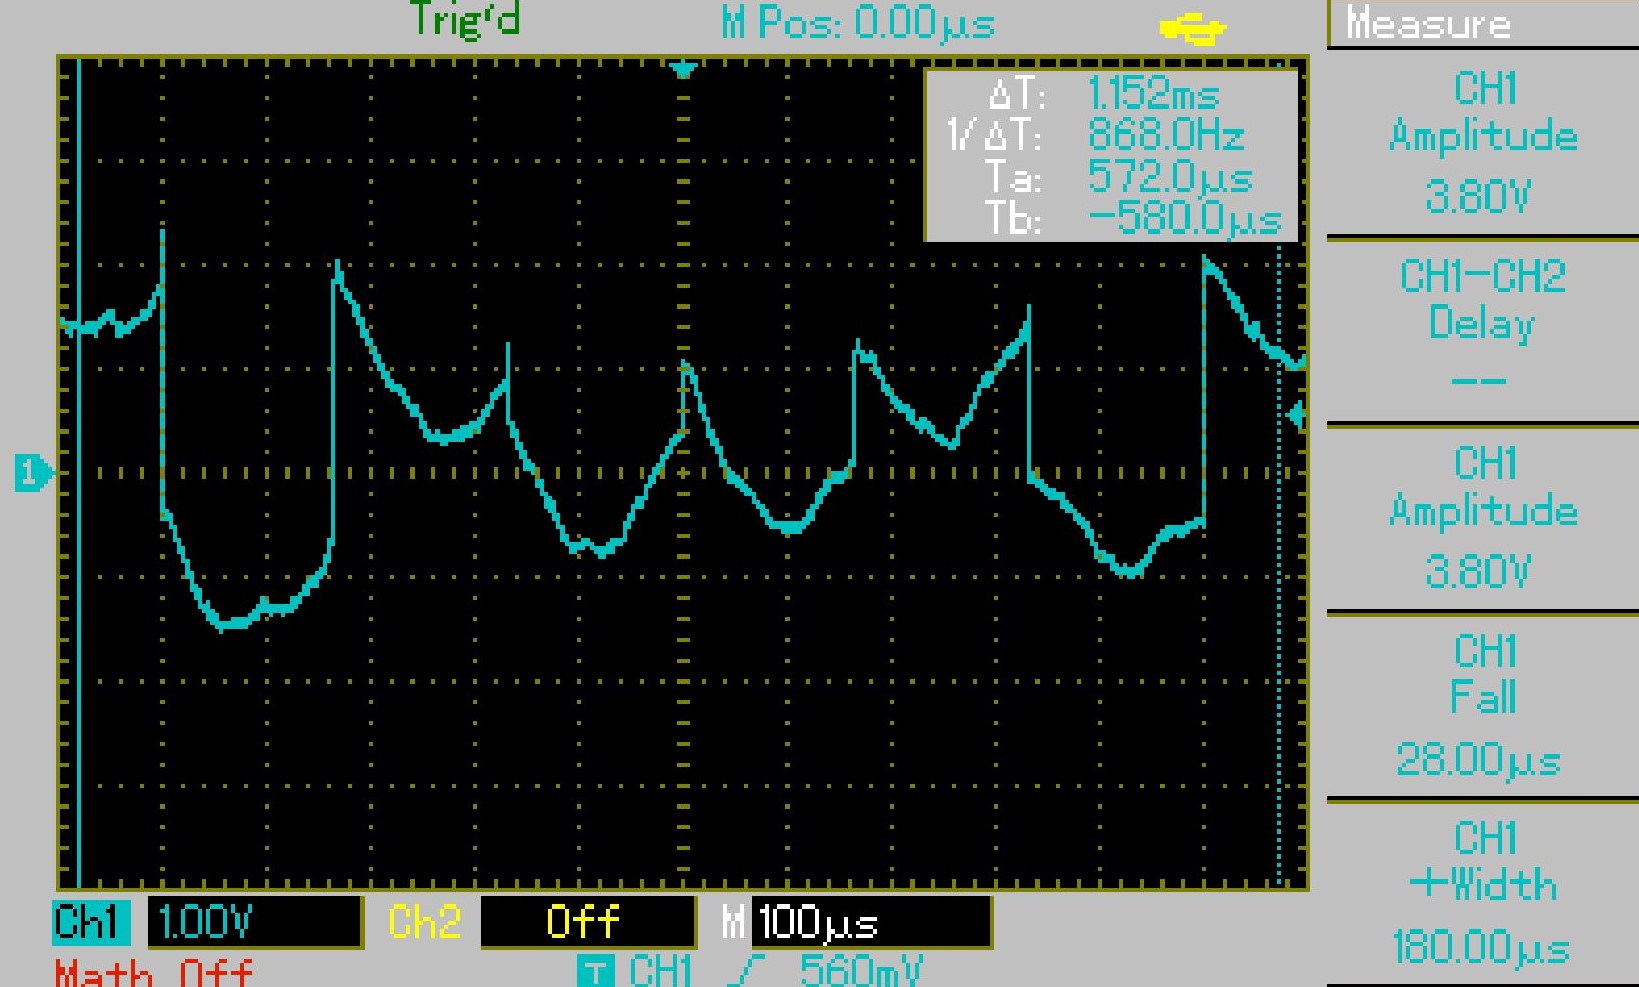 Trig'd M Pos: 0.00µs Measure
ΔT: 1.152ms
1/ΔT: 868.0Hz
Ta: 572.0µs
Tb: -580.0µs
CH1
Amplitude
3.80V
CH1-CH2
Delay
--
CH1
Amplitude
3.80V
CH1
Fall
28.00µs
CH1
+Width
180.00µs
1
Ch1 1.00V Ch2 Off M 100µs
Math Off T CH1 560mV